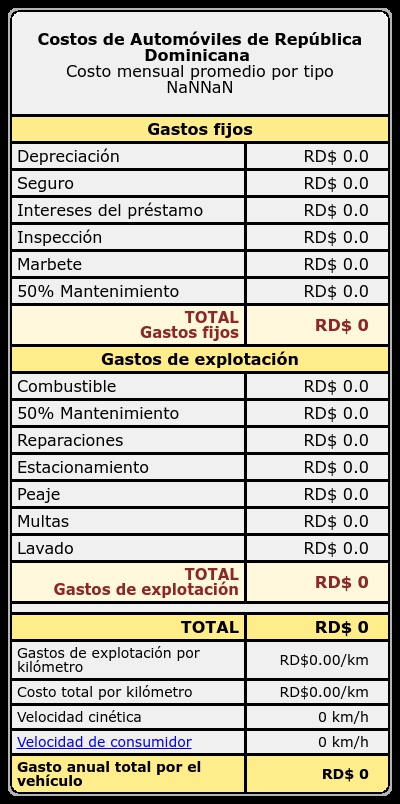 Costos de Automóviles de República
Dominicana
Costo mensual promedio por tipo
NaNNaN
Gastos fijos
Depreciación RD$ 0.0
Seguro RD$ 0.0
Intereses del préstamo RD$ 0.0
Inspección RD$ 0.0
Marbete RD$ 0.0
50% Mantenimiento RD$ 0.0
TOTAL
Gastos fijos RD$ 0
Gastos de explotación
Combustible RD$ 0.0
50% Mantenimiento RD$ 0.0
Reparaciones RD$ 0.0
Estacionamiento RD$ 0.0
Peaje RD$ 0.0
Multas RD$ 0.0
Lavado RD$ 0.0
TOTAL
Gastos de explotación RD$ 0
TOTAL RD$ 0
Gastos de explotación por
kilómetro RD$0.00/km
Costo total por kilómetro RD$0.00/km
Velocidad cinética 0 km/h
Velocidad de consumidor 0 km/h
Gasto anual total por el
vehículo RD$ 0